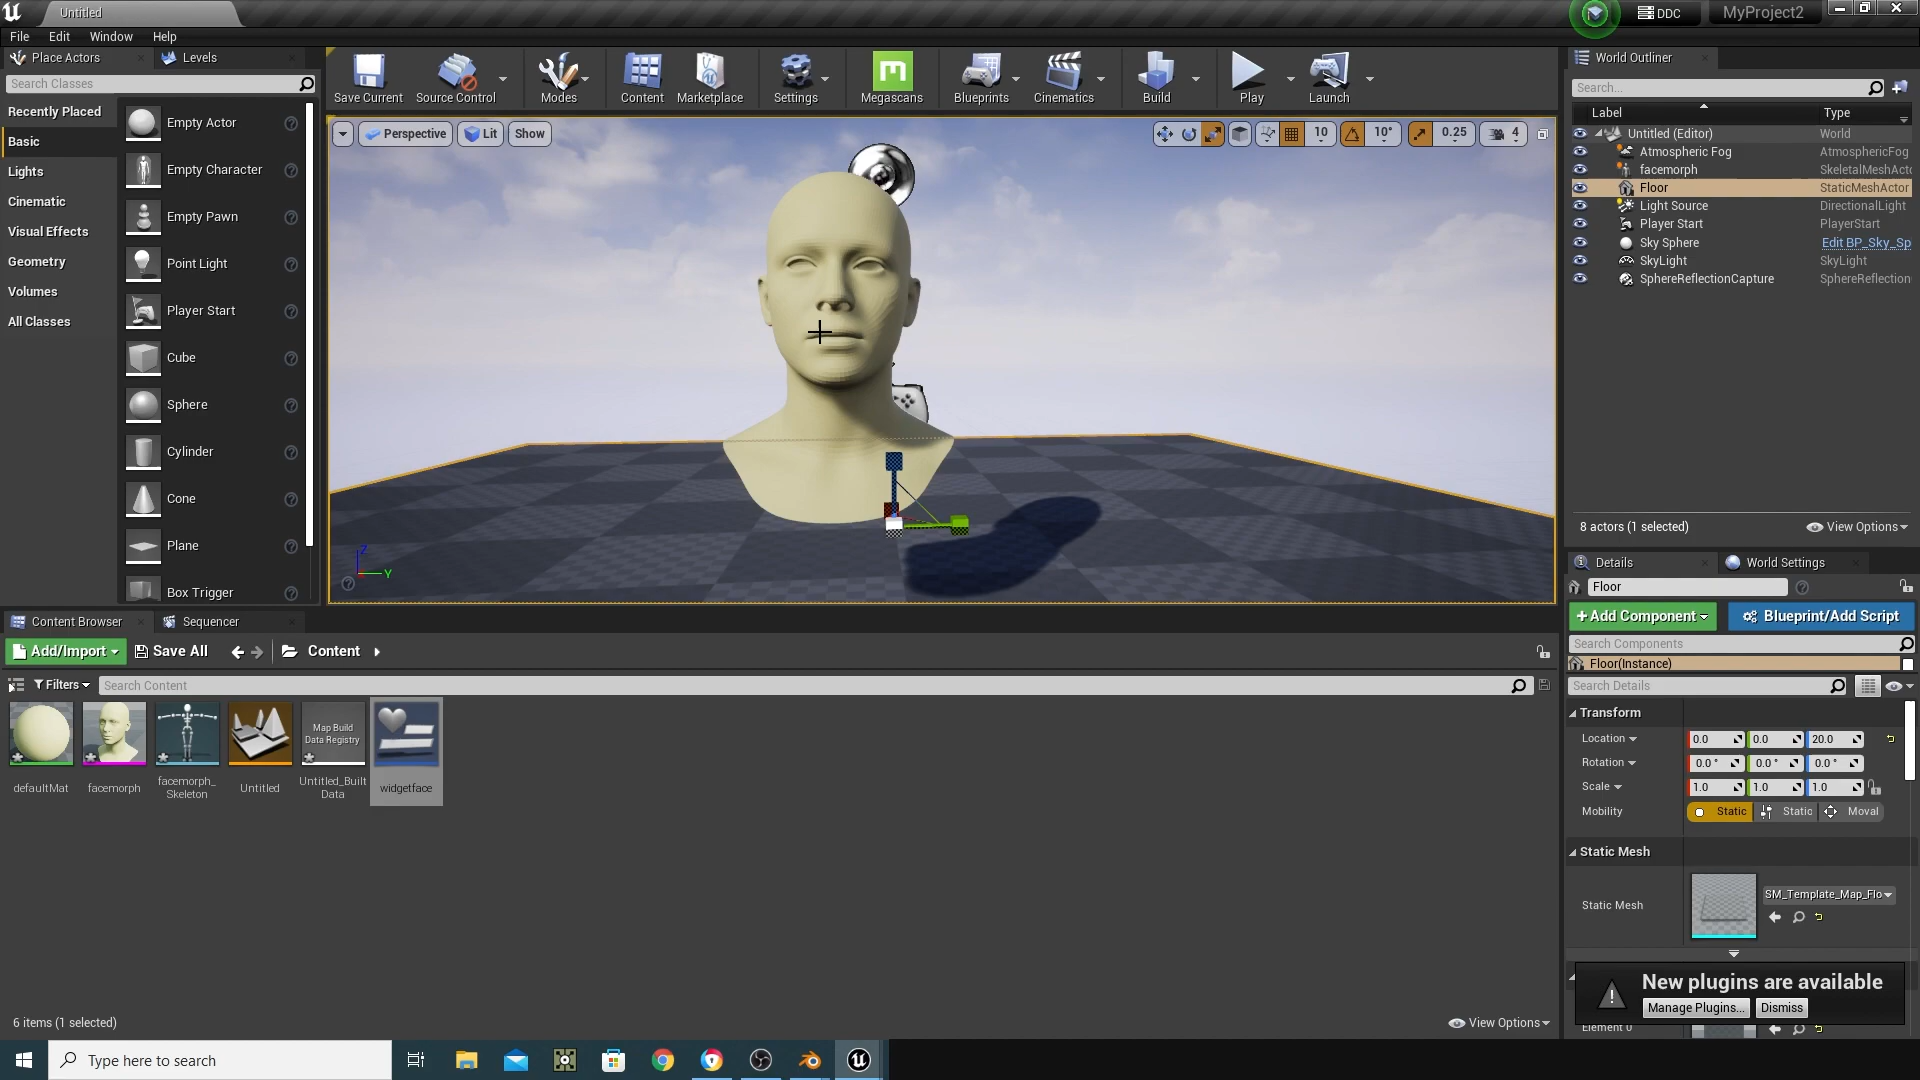 Untitled
DDC
MyProject2
File Edit Window Help
Place Actors
Levels
Search Classes
Recently Placed
Basic
Lights
Cinematic
Visual Effects
Geometry
Volumes
All Classes
Empty Actor
Empty Character
Empty Pawn
Point Light
Player Start
Cube
Sphere
Cylinder
Cone
Plane
Box Trigger
Save Current
Source Control
Modes
Content
Marketplace
Settings
Megascans
Blueprints
Cinematics
Build
Play
Launch
Perspective
Lit
Show
10
10°
0.25
4
Z
Y
World Outliner
Search...
Label Type
Untitled (Editor) World
Atmospheric Fog AtmosphericFog
facemorph SkeletalMeshActo
Floor StaticMeshActor
Light Source DirectionalLight
Player Start PlayerStart
Sky Sphere Edit BP_Sky_Sp
SkyLight SkyLight
SphereReflectionCapture SphereReflection
8 actors (1 selected)
View Options
Details
World Settings
Floor
+ Add Component
Blueprint/Add Script
Search Components
Floor(Instance)
Search Details
Transform
Location 0.0 0.0 20.0
Rotation 0.0° 0.0° 0.0°
Scale 1.0 1.0 1.0
Mobility Static Static Moval
Static Mesh
Static Mesh
SM_Template_Map_Flo
New plugins are available
Manage Plugins...
Dismiss
Element 0
Content Browser
Sequencer
Add/Import
Save All
Content
Filters
Search Content
Map Build
Data Registry
defaultMat
facemorph
facemorph_
Skeleton
Untitled
Untitled_Built
Data
widgetface
6 items (1 selected)
View Options
Type here to search